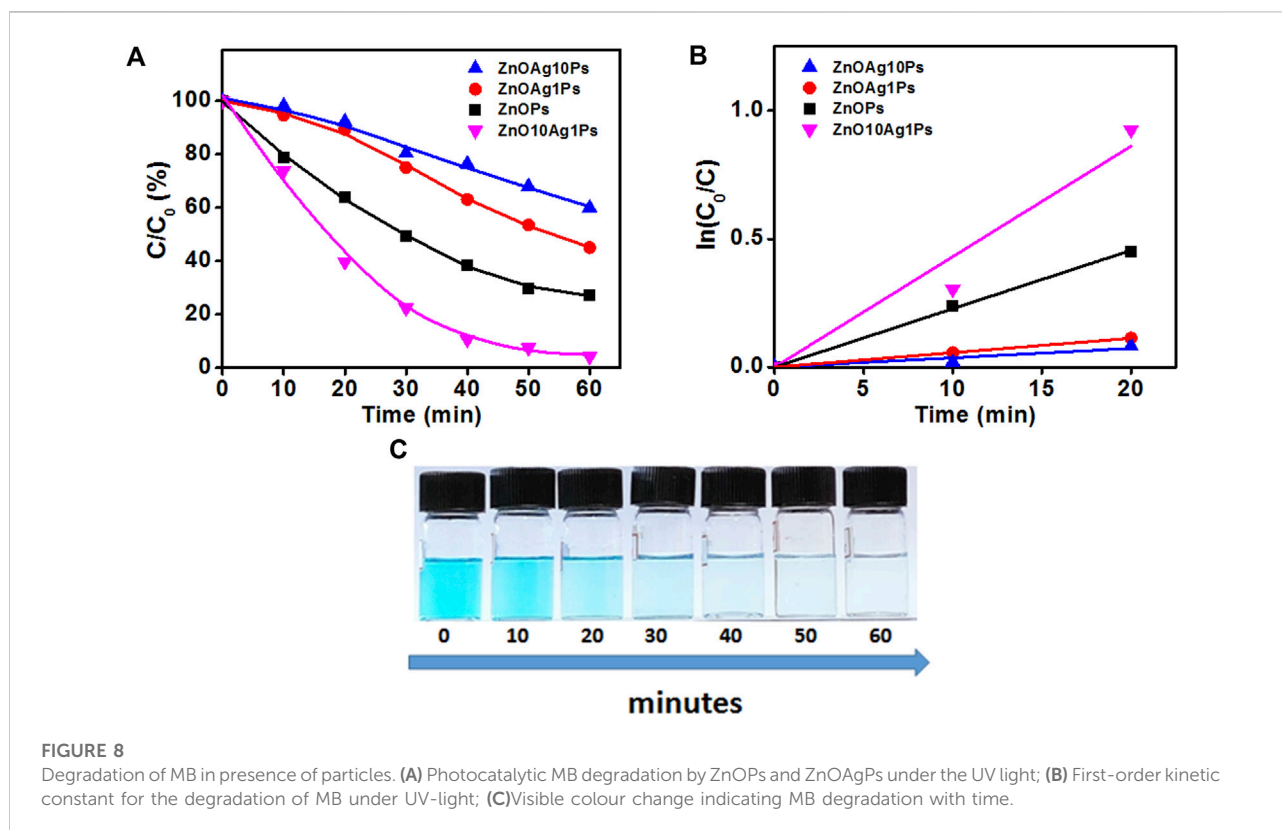 A
ZnOAg10Ps
ZnOAg1Ps
ZnOPs
ZnO10Ag1Ps
C/C0 (%)
100
80
60
40
20
0
0 10 20 30 40 50 60
Time (min)
B
ZnOAg10Ps
ZnOAg1Ps
ZnOPs
ZnO10Ag1Ps
ln(C0/C)
1.0
0.5
0.0
0 5 10 15 20
Time (min)
C
0 10 20 30 40 50 60
minutes
FIGURE 8
Degradation of MB in presence of particles. (A) Photocatalytic MB degradation by ZnOPs and ZnOAgPs under the UV light; (B) First-order kinetic
constant for the degradation of MB under UV-light; (C)Visible colour change indicating MB degradation with time.